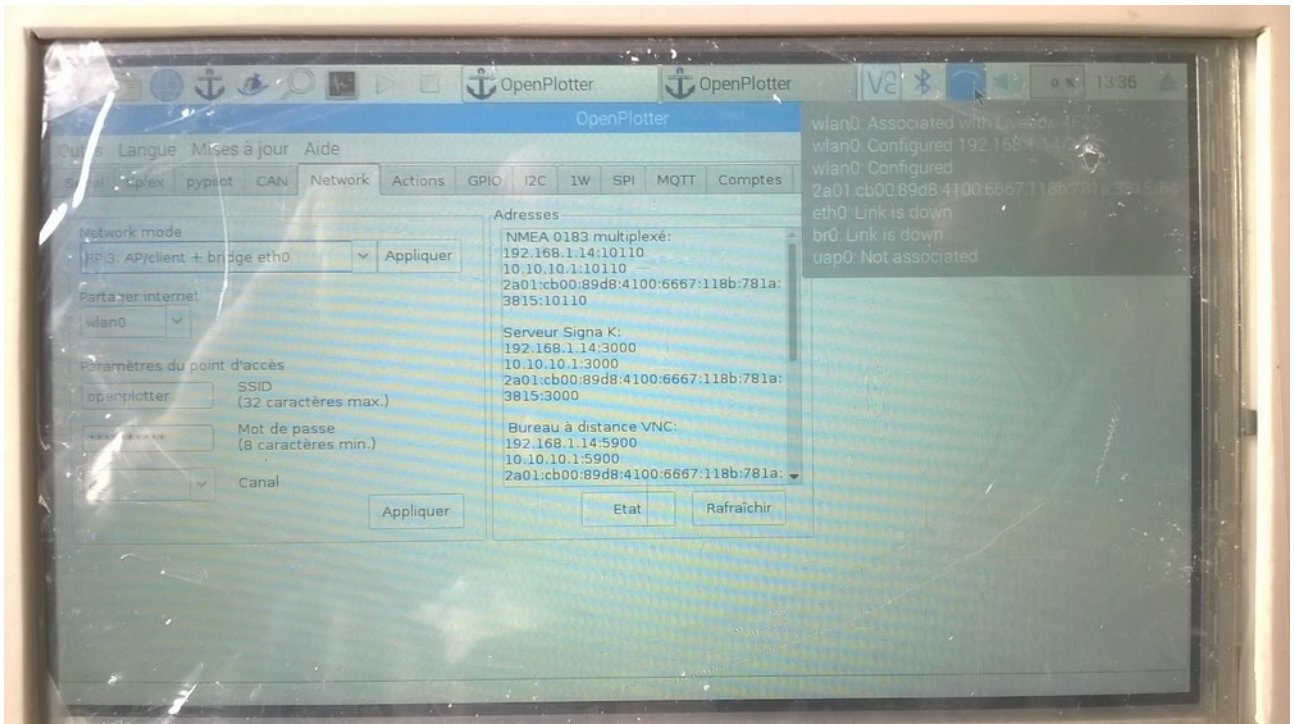 OpenPlotter
OpenPlotter
V2
13:36
OpenPlotter
Outils Langue Mises à jour Aide
CAN Network Actions GPIO I2C 1W SPI MQTT Comptes
wlan0: Associated with
wlan0: Configured
wlan0: Configured
eth0: Link is down
br0: Link is down
uap0: Not associated
Network mode
RPi3: AP/client + bridge eth0
Appliquer
Partager internet
wlan0
Paramètres du point d'accès
openplotter
SSID
(32 caractères max.)
Mot de passe
(8 caractères min.)
Canal
Appliquer
Adresses
NMEA 0183 multiplexé:
192.168.1.14:10110
10.10.10.1:10110
2a01:cb00:89d8:4100:6667:118b:781a:
3815:10110
Serveur Signa K:
192.168.1.14:3000
10.10.10.1:3000
2a01:cb00:89d8:4100:6667:118b:781a:
3815:3000
Bureau à distance VNC:
192.168.1.14:5900
10.10.10.1:5900
2a01:cb00:89d8:4100:6667:118b:781a:
Etat
Rafraîchir